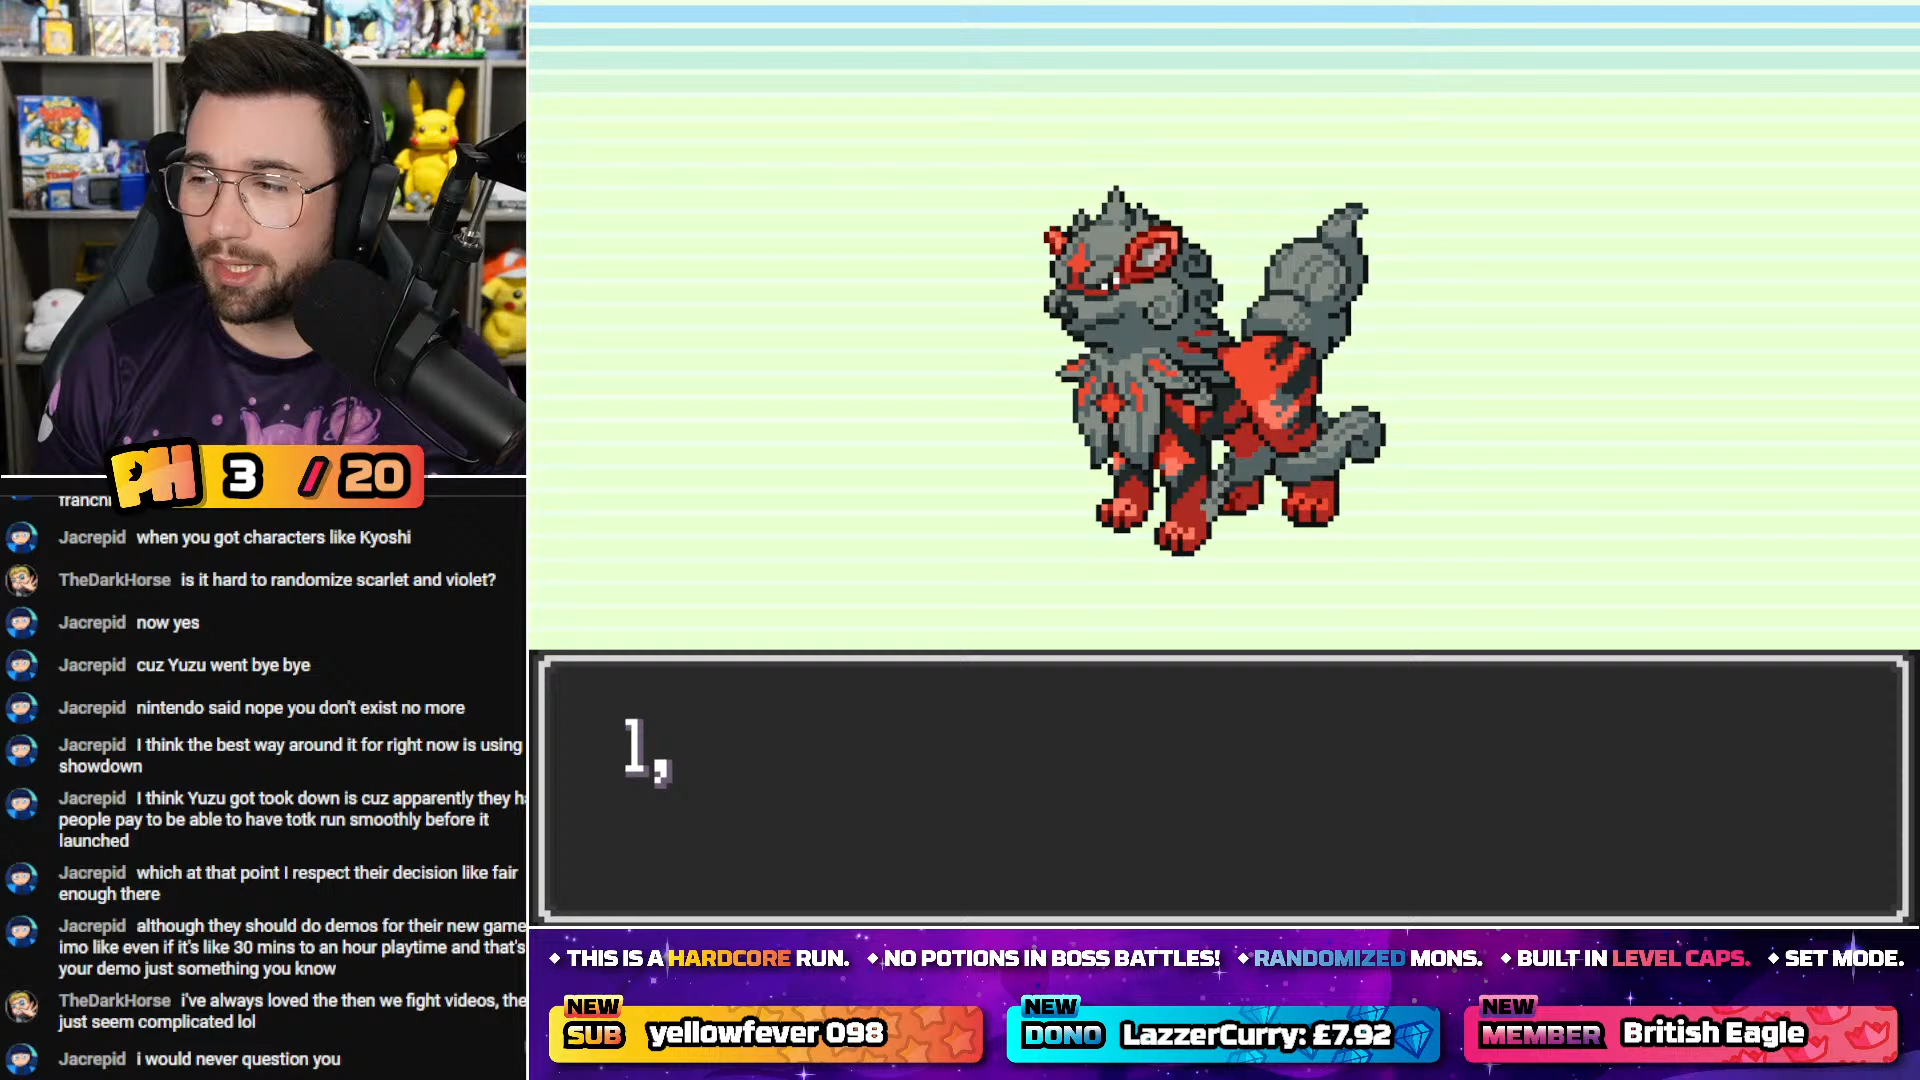 PH 3 / 20
franchi
Jacrepid when you got characters like Kyoshi
TheDarkHorse is it hard to randomize scarlet and violet?
Jacrepid now yes
Jacrepid cuz Yuzu went bye bye
Jacrepid nintendo said nope you don't exist no more
Jacrepid I think the best way around it for right now is using
showdown
Jacrepid I think Yuzu got took down is cuz apparently they h
people pay to be able to have totk run smoothly before it
launched
Jacrepid which at that point I respect their decision like fair
enough there
Jacrepid although they should do demos for their new game
imo like even if it's like 30 mins to an hour playtime and that's
your demo just something you know
TheDarkHorse i've always loved the then we fight videos, the
just seem complicated lol
Jacrepid i would never question you
1,
THIS IS A HARDCORE RUN. NO POTIONS IN BOSS BATTLES! RANDOMIZED MONS. BUILT IN LEVEL CAPS. SET MODE.
NEW
SUB yellowfever 098
NEW
DONO LazzerCurry: £7.92
NEW
MEMBER British Eagle